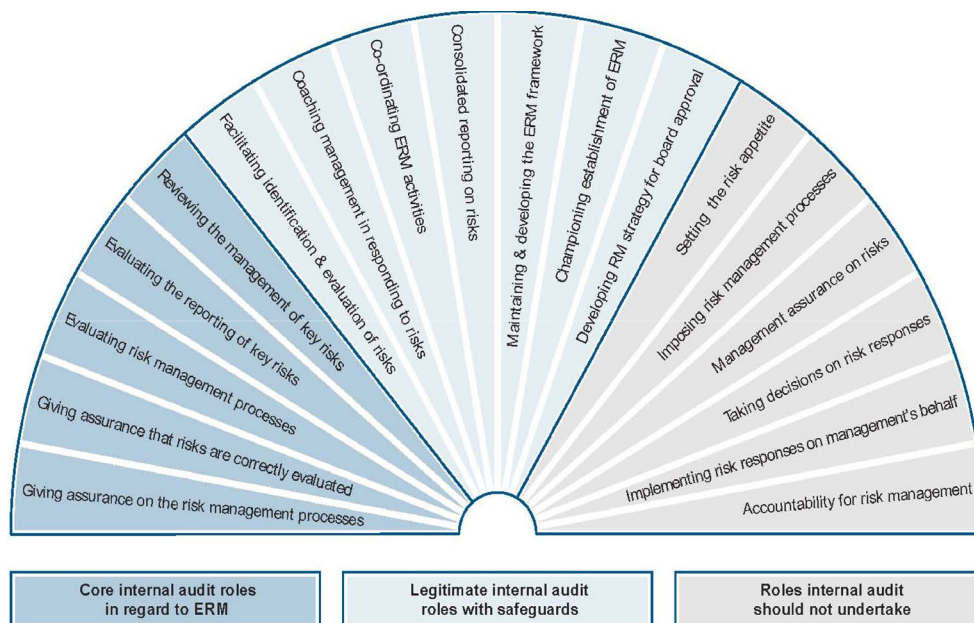 Giving assurance on the risk management processes
Giving assurance that risks are correctly evaluated
Evaluating risk management processes
Evaluating the reporting of key risks
Reviewing the management of key risks
Facilitating identification & evaluation of risks
Coaching management in responding to risks
Co-ordinating ERM activities
Consolidated reporting on risks
Maintaining & developing the ERM framework
Championing establishment of ERM
Developing RM strategy for board approval
Setting the risk appetite
Imposing risk management processes
Management assurance on risks
Taking decisions on risk responses
Implementing risk responses on management's behalf
Accountability for risk management
Core internal audit roles
in regard to ERM
Legitimate internal audit
roles with safeguards
Roles internal audit
should not undertake